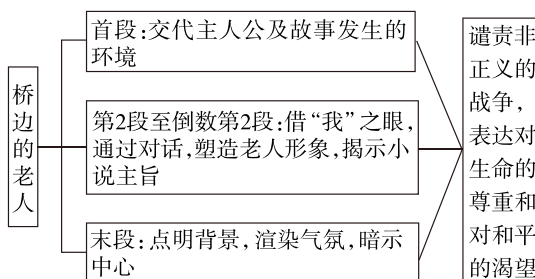 桥边的老人
首段:交代主人公及故事发生的
环境
第2段至倒数第2段:借“我”之眼,
通过对话,塑造老人形象,揭示小
说主旨
末段:点明背景,渲染气氛,暗示
中心
谴责非
正义的
战争,
表达对
生命的
尊重和
对和平
的渴望